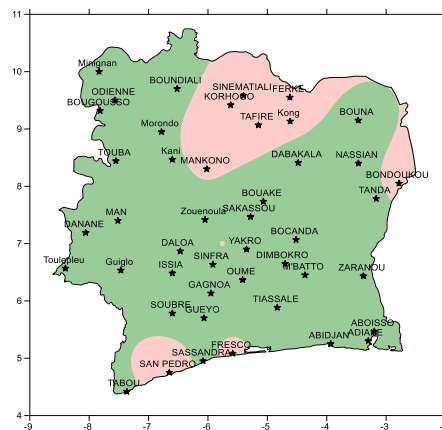 11
10
9
8
7
6
5
4
Minignan
ODIENNE
BOUGOUSSO
BOUNDIALI
SINEMATIALI
FERKE
KORHOGO
TAFIRE
Kong
BOUNA
Morondo
TOUBA
Kani
MANKONO
DABAKALA
NASSIAN
BONDOUKOU
TANDA
BOUAKE
SAKASSOU
Zouenoula
MAN
DANANE
BOCANDA
DALOA
YAKRO
Toulepleu
Guiglo
ISSIA
SINFRA
DIMBOKRO
M'BATTO
ZARANOU
OUME
GAGNOA
SOUBRE
GUEYO
TIASSALE
ABOISSO
ADIAKE
ABIDJAN
FRESCO
SASSANDRA
SAN PEDRO
TABOU
-9 -8 -7 -6 -5 -4 -3